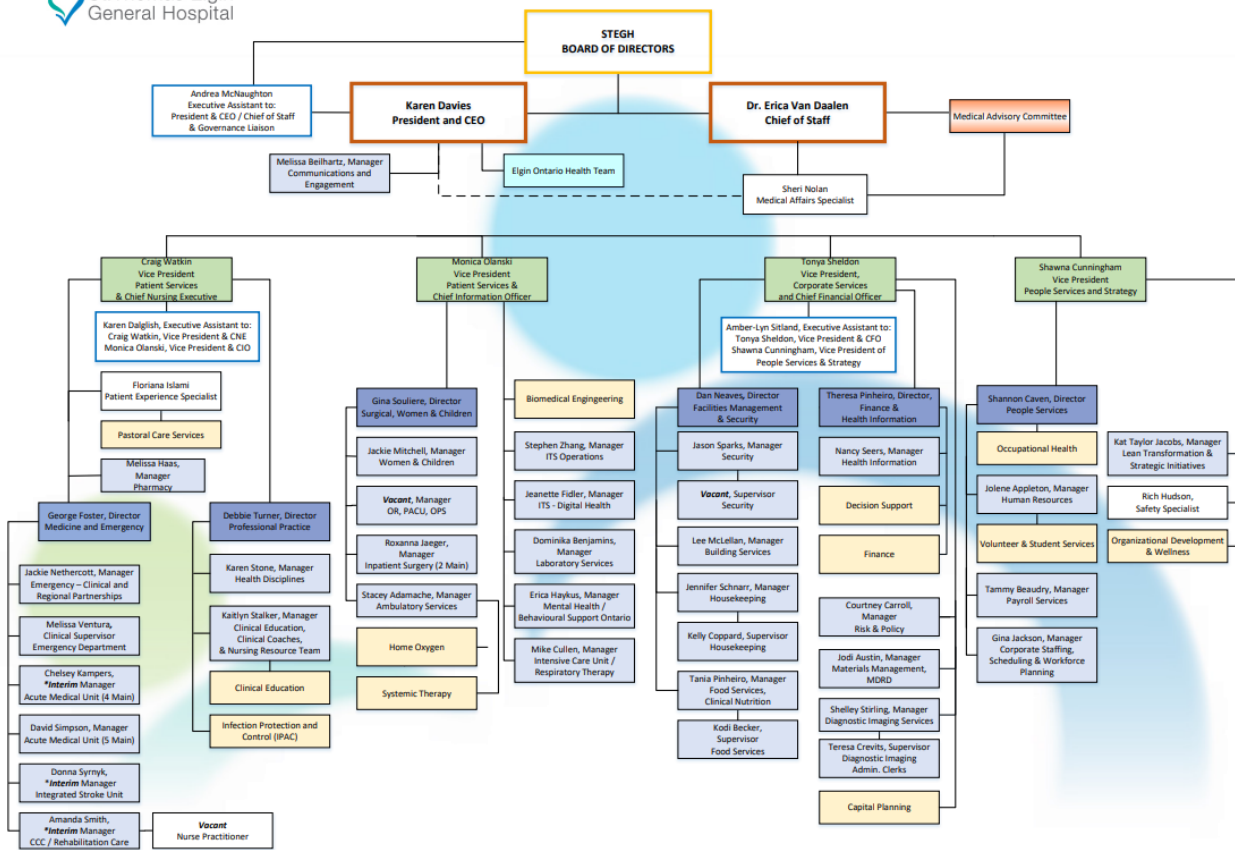 General Hospital
STEGH
BOARD OF DIRECTORS
Andrea McNaughton
Executive Assistant to:
President & CEO / Chief of Staff
& Governance Liaison
Karen Davies
President and CEO
Dr. Erica Van Daalen
Chief of Staff
Medical Advisory Committee
Melissa Beilhartz, Manager
Communications and
Engagement
Elgin Ontario Health Team
Sheri Nolan
Medical Affairs Specialist
Craig Watkin
Vice President
Patient Services
& Chief Nursing Executive
Monica Olanski
Vice President
Patient Services &
Chief Information Officer
Tonya Sheldon
Vice President,
Corporate Services
and Chief Financial Officer
Shawna Cunningham
Vice President
People Services and Strategy
Karen Dalglish, Executive Assistant to:
Craig Watkin, Vice President & CNE
Monica Olanski, Vice President & CIO
Amber-Lyn Sitland, Executive Assistant to:
Tonya Sheldon, Vice President & CFO
Shawna Cunningham, Vice President of
People Services & Strategy
Floriana Islami
Patient Experience Specialist
Pastoral Care Services
Melissa Haas,
Manager
Pharmacy
George Foster, Director
Medicine and Emergency
Jackie Nethercott, Manager
Emergency – Clinical and
Regional Partnerships
Melissa Ventura,
Clinical Supervisor
Emergency Department
Chelsey Kampers,
*Interim Manager
Acute Medical Unit (4 Main)
David Simpson, Manager
Acute Medical Unit (5 Main)
Donna Syrnyk,
*Interim Manager
Integrated Stroke Unit
Amanda Smith,
*Interim Manager
CCC / Rehabilitation Care
Vacant
Nurse Practitioner
Debbie Turner, Director
Professional Practice
Karen Stone, Manager
Health Disciplines
Kaitlyn Stalker, Manager
Clinical Education,
Clinical Coaches,
& Nursing Resource Team
Clinical Education
Infection Protection and
Control (IPAC)
Gina Souliere, Director
Surgical, Women & Children
Jackie Mitchell, Manager
Women & Children
Vacant, Manager
OR, PACU, OPS
Roxanna Jaeger,
Manager
Inpatient Surgery (2 Main)
Stacey Adamache, Manager
Ambulatory Services
Home Oxygen
Systemic Therapy
Biomedical Engineering
Stephen Zhang, Manager
ITS Operations
Jeanette Fidler, Manager
ITS - Digital Health
Dominika Benjamins,
Manager
Laboratory Services
Erica Haykus, Manager
Mental Health /
Behavioural Support Ontario
Mike Cullen, Manager
Intensive Care Unit /
Respiratory Therapy
Dan Neaves, Director
Facilities Management
& Security
Jason Sparks, Manager
Security
Vacant, Supervisor
Security
Lee McLellan, Manager
Building Services
Jennifer Schnarr, Manager
Housekeeping
Kelly Coppard, Supervisor
Housekeeping
Tania Pinheiro, Manager
Food Services,
Clinical Nutrition
Kodi Becker,
Supervisor
Food Services
Theresa Pinheiro, Director,
Finance &
Health Information
Nancy Seers, Manager
Health Information
Decision Support
Finance
Courtney Carroll,
Manager
Risk & Policy
Jodi Austin, Manager
Materials Management,
MDRD
Shelley Stirling, Manager
Diagnostic Imaging Services
Teresa Crevits, Supervisor
Diagnostic Imaging
Admin. Clerks
Capital Planning
Shannon Caven, Director
People Services
Occupational Health
Jolene Appleton, Manager
Human Resources
Volunteer & Student Services
Tammy Beaudry, Manager
Payroll Services
Gina Jackson, Manager
Corporate Staffing,
Scheduling & Workforce
Planning
Kat Taylor Jacobs, Manager
Lean Transformation &
Strategic Initiatives
Rich Hudson,
Safety Specialist
Organizational Development
& Wellness